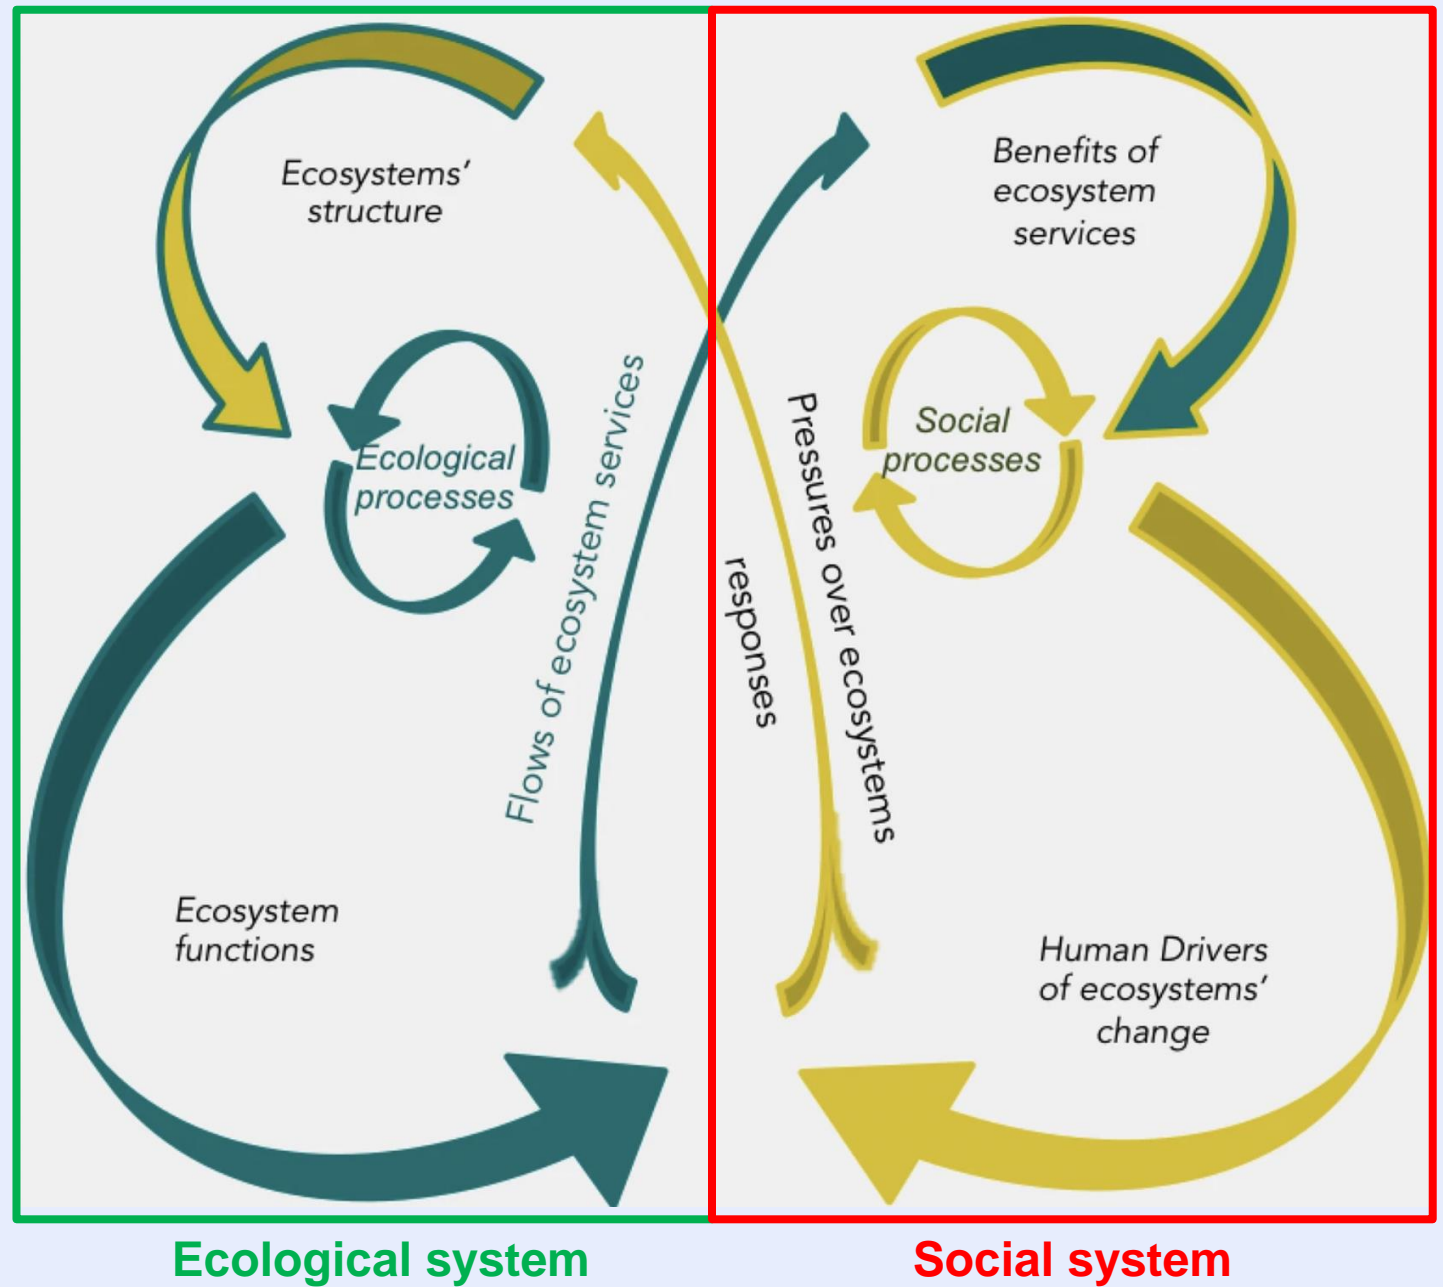 Ecosystems'
structure
Ecological
processes
Flows of ecosystem services
Ecosystem
functions
Benefits of
ecosystem
services
Social
processes
Pressures over ecosystems
responses
Human Drivers
of ecosystems'
change
Ecological system
Social system